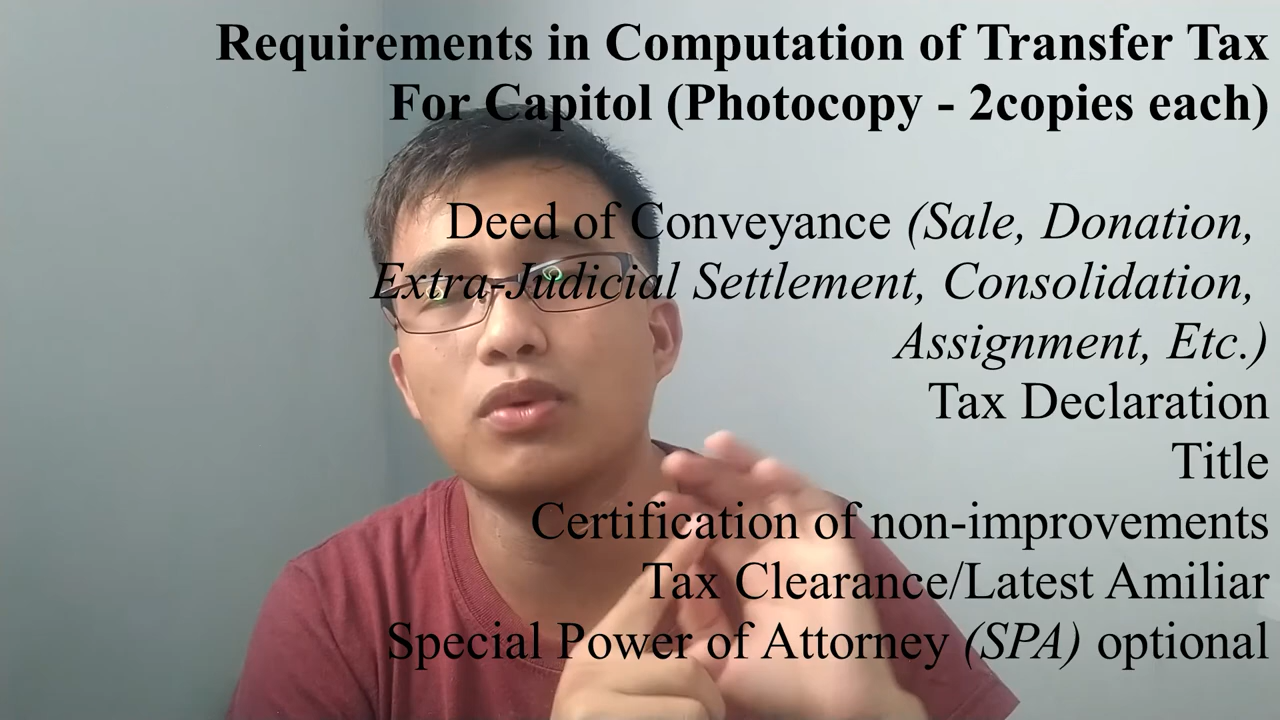 Requirements in Computation of Transfer Tax
For Capitol (Photocopy - 2copies each)
Deed of Conveyance (Sale, Donation,
Extra-Judicial Settlement, Consolidation,
Assignment, Etc.)
Tax Declaration
Title
Certification of non-improvements
Tax Clearance/Latest Amiliar
Special Power of Attorney (SPA) optional